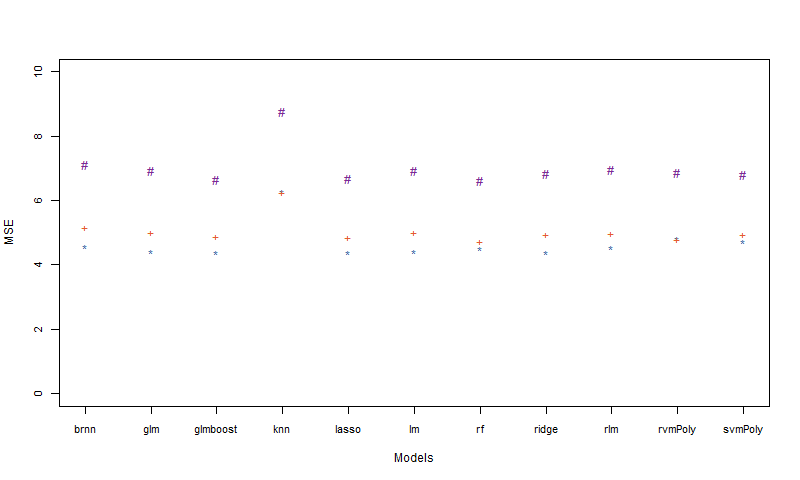 10
8
6
4
2
0
MSE
# # # # # # # # # # #
+ + + + + + + + + + +
* * * * * * * * * * *
brnn glm glmboost knn lasso lm rf ridge rlm rvmPoly svmPoly
Models